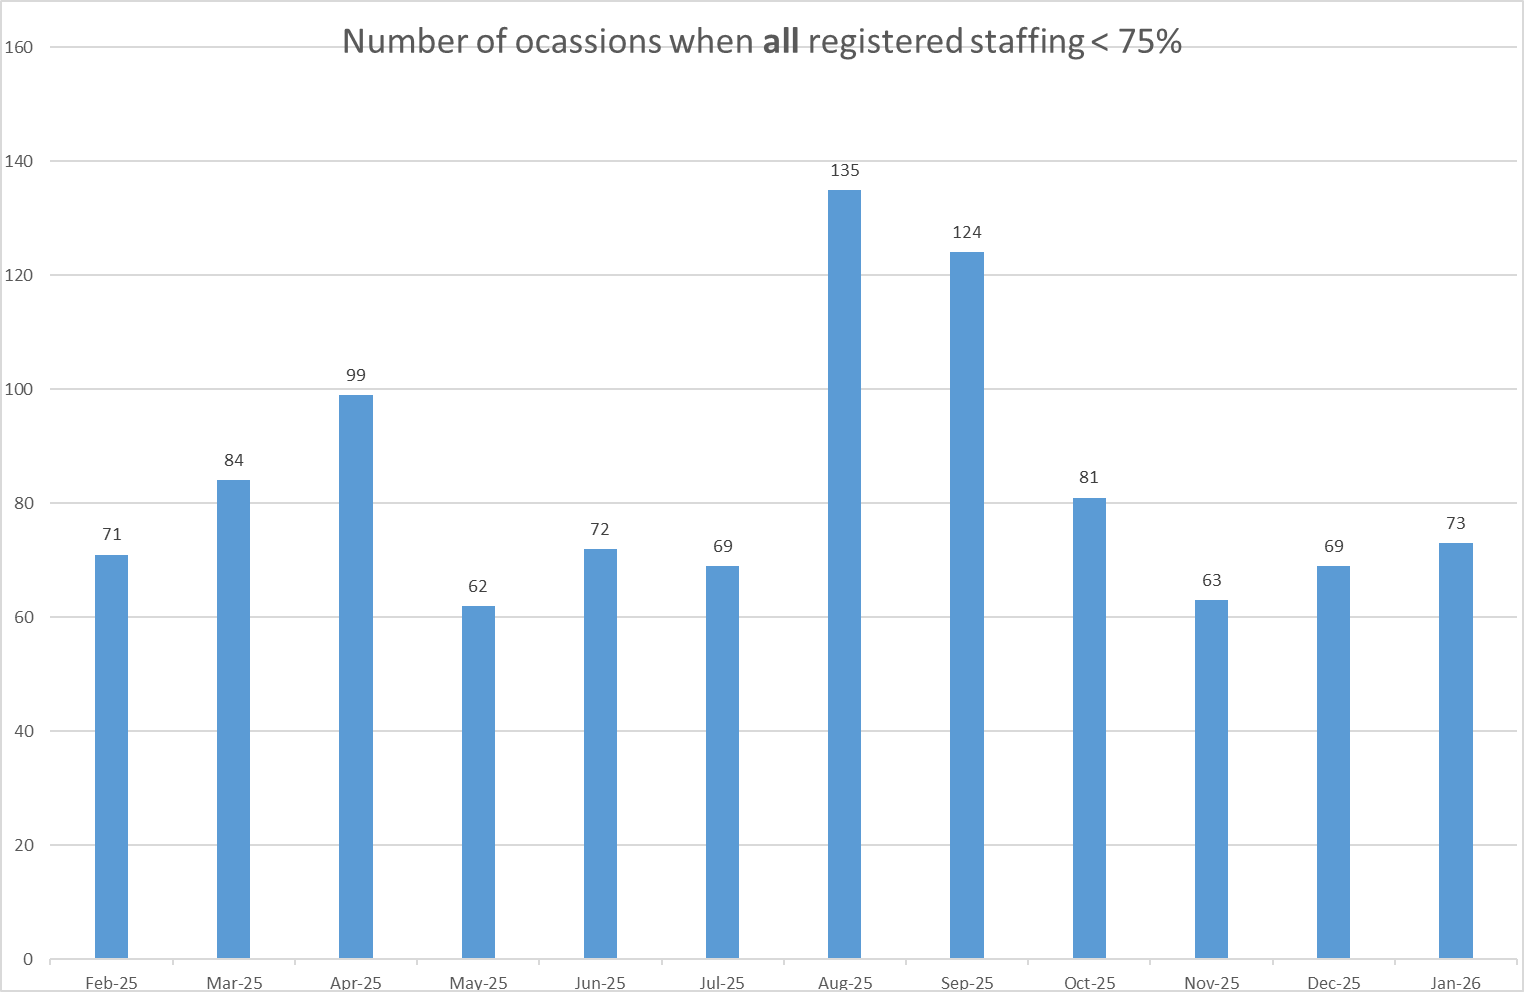 Number of ocassions when all registered staffing < 75%
160
140
120
100
80
60
40
20
0
71
84
99
62
72
69
135
124
81
63
69
73
Feb-25
Mar-25
Apr-25
May-25
Jun-25
Jul-25
Aug-25
Sep-25
Oct-25
Nov-25
Dec-25
Jan-26